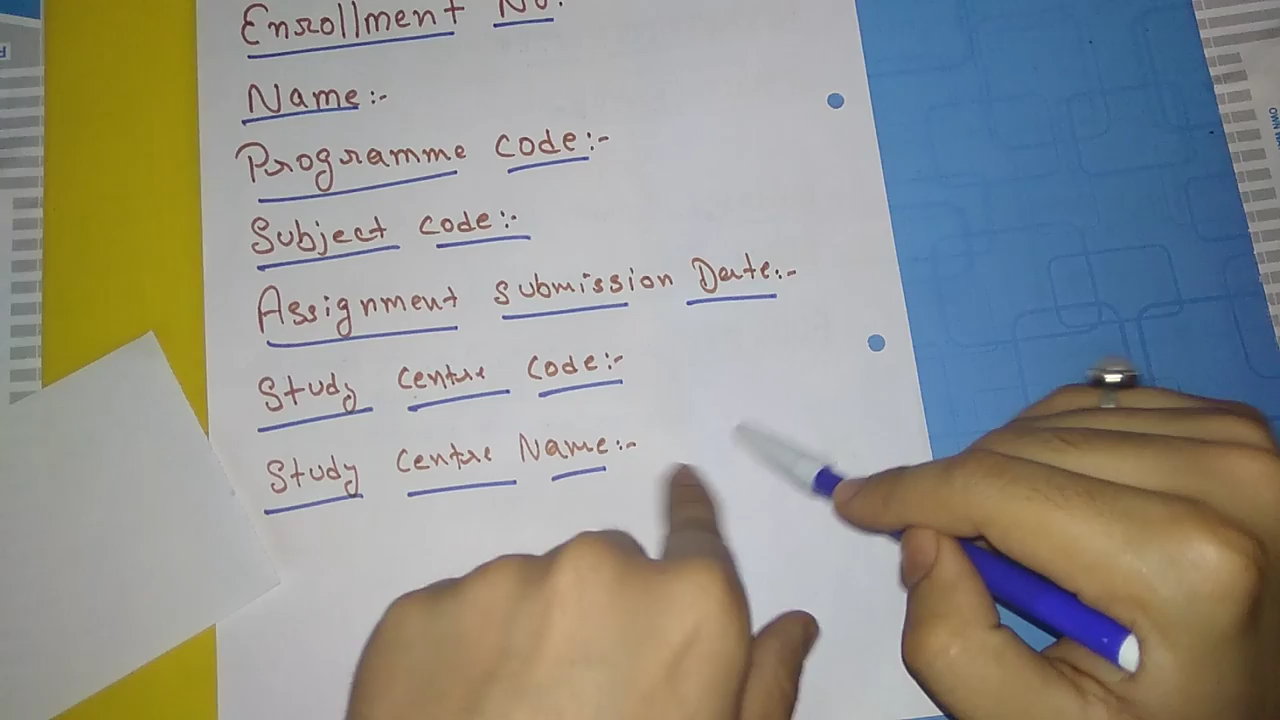 Enrollment No.
Name:-
Programme code:-
Subject code:-
Assignment submission Date:-
Study centre code:-
Study centre Name:-